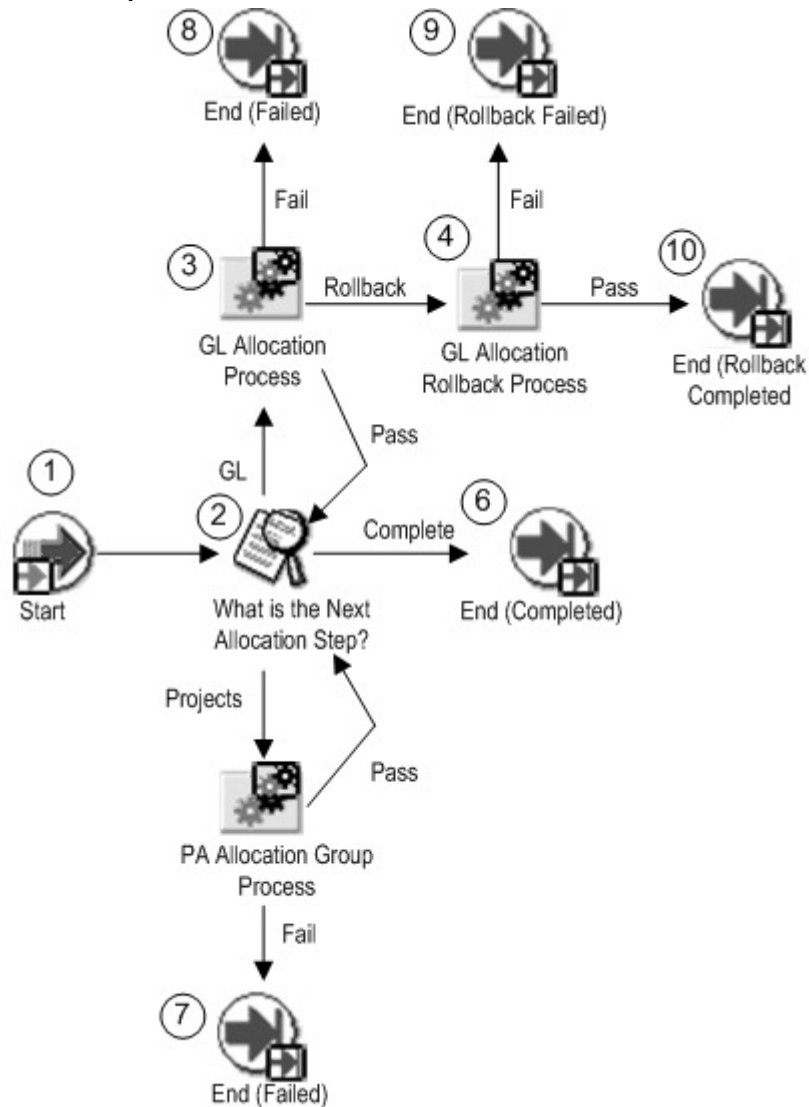 8
9
End (Failed)
End (Rollback Failed)
Fail
Fail
3
4
10
Rollback
Pass
GL Allocation
Process
GL Allocation
Rollback Process
End (Rollback
Completed
Pass
GL
1
2
6
Complete
Start
What is the Next
Allocation Step?
End (Completed)
Projects
Pass
PA Allocation Group
Process
Fail
7
End (Failed)